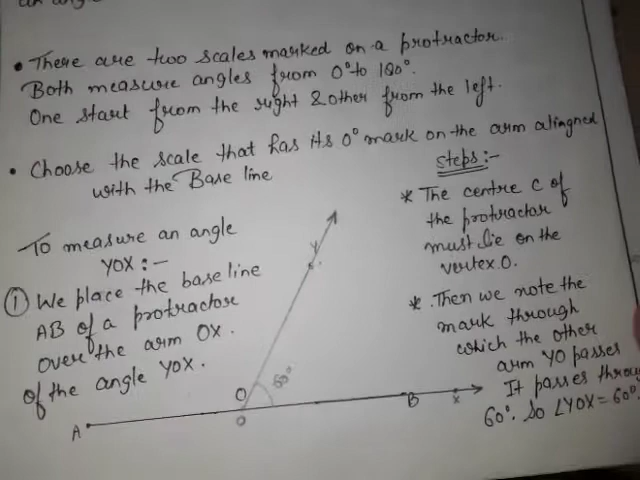 • There are two scales marked on a protractor.
Both measure angles from 0° to 180°.
One start from the right & other from the left.
• Choose the scale that has its 0° mark on the arm alingned
with the Base line
To measure an angle
YOX :-
① We place the base line
AB of a protractor
over the arm OX.
of the angle YOX.
steps :-
* The centre C of
the protractor
must lie on the
vertex O.
* Then we note the
mark through
which the other
arm YO passes
It passes throu
60°. So ∠YOX = 60°.
Y
60°
O
O
A
B
X